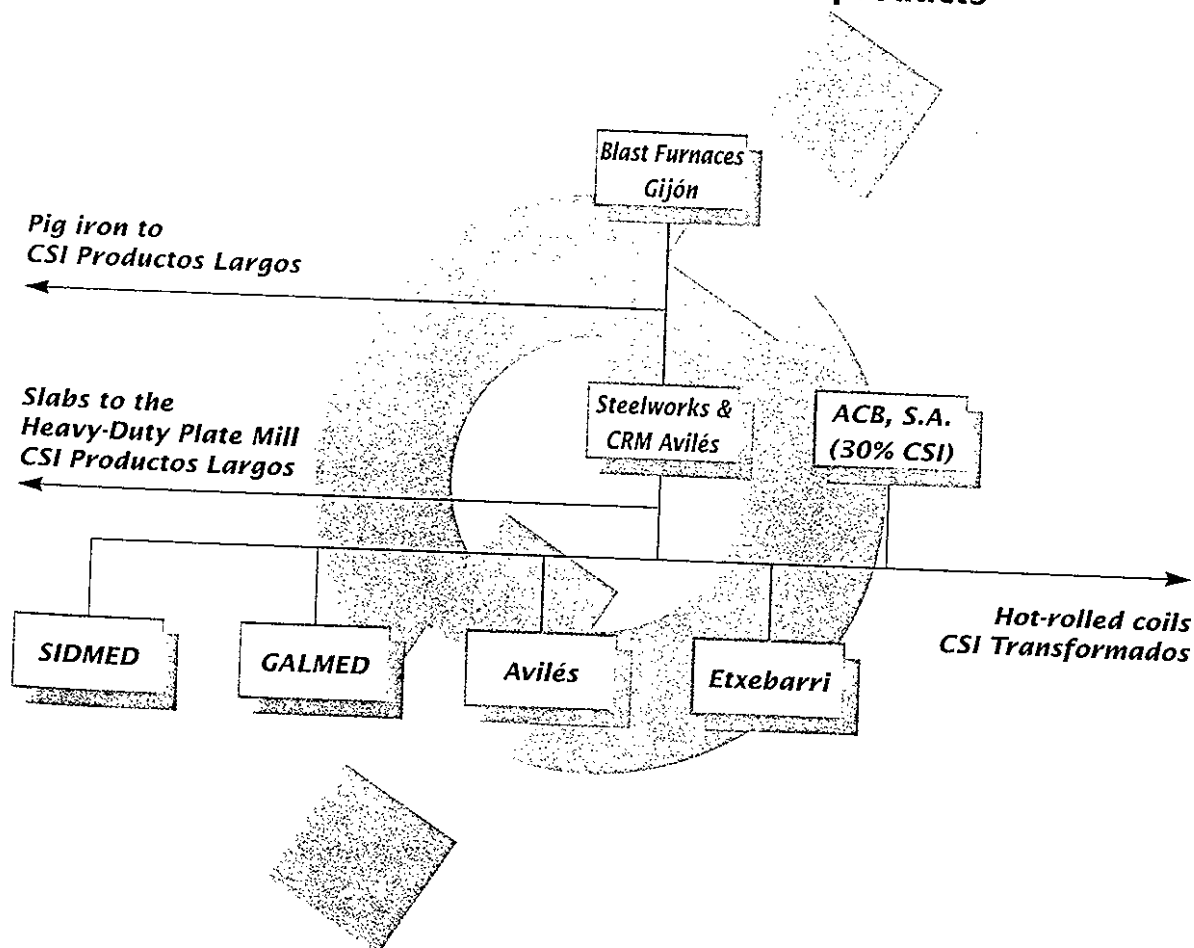 Blast Furnaces
Gijón
Pig iron to
CSI Productos Largos
Steelworks &
CRM Avilés
ACB, S.A.
(30% CSI)
Slabs to the
Heavy-Duty Plate Mill
CSI Productos Largos
Hot-rolled coils
CSI Transformados
SIDMED
GALMED
Avilés
Etxebarri